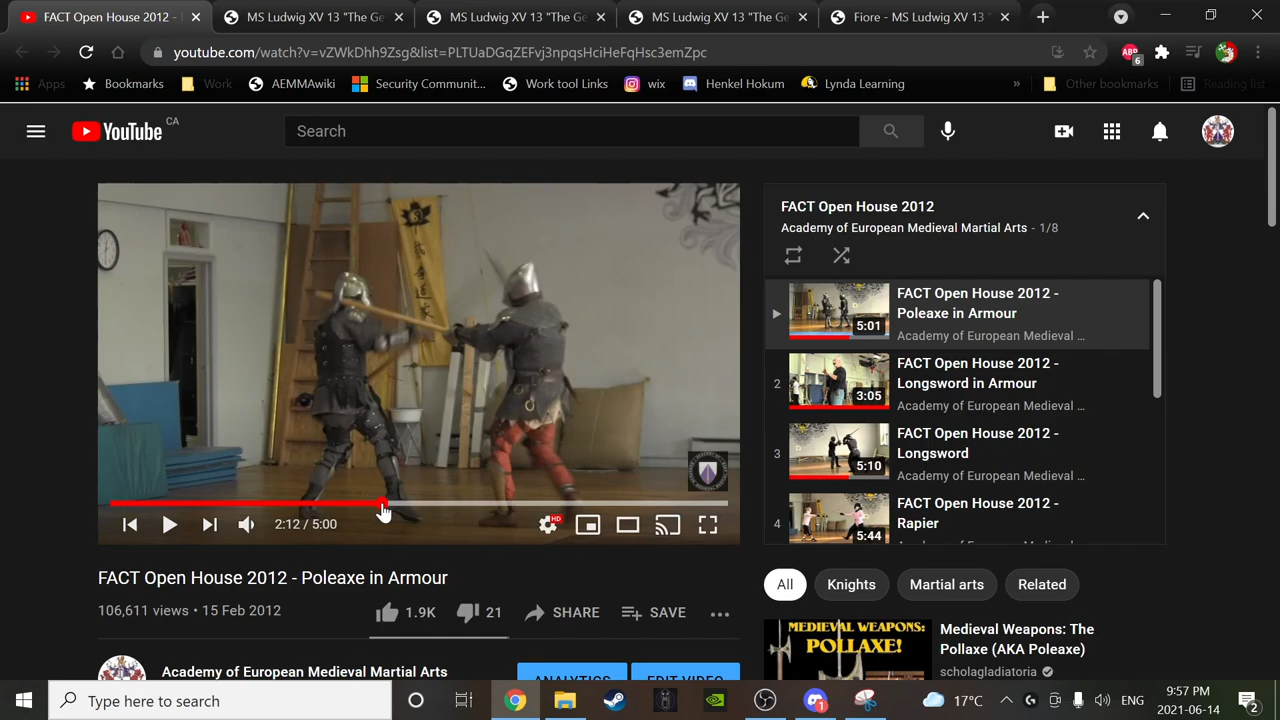 FACT Open House 2012 -
MS Ludwig XV 13 "The Ge
MS Ludwig XV 13 "The Ge
MS Ludwig XV 13 "The Ge
Fiore - MS Ludwig XV 13
youtube.com/watch?v=vZWkDhh9Zsg&list=PLTUaDGqZEFvj3npqsHciHeFqHsc3emZpc
ABP
6
Apps
Bookmarks
Work
AEMMAwiki
Security Communit...
Work tool Links
wix
Henkel Hokum
Lynda Learning
»
Other bookmarks
Reading list
YouTube CA
Search
FACT Open House 2012
Academy of European Medieval Martial Arts - 1/8
FACT Open House 2012 -
Poleaxe in Armour
Academy of European Medieval ...
5:01
2
FACT Open House 2012 -
Longsword in Armour
Academy of European Medieval ...
3:05
3
FACT Open House 2012 -
Longsword
Academy of European Medieval ...
5:10
4
FACT Open House 2012 -
Rapier
5:44
2:12 / 5:00
HD
FACT Open House 2012 - Poleaxe in Armour
106,611 views • 15 Feb 2012
1.9K
21
SHARE
SAVE
All
Knights
Martial arts
Related
MEDIEVAL WEAPONS:
POLLAXE!
Medieval Weapons: The
Pollaxe (AKA Poleaxe)
scholagladiatoria
Academy of European Medieval Martial Arts
ANALYTICS
EDIT VIDEO
Type here to search
1
17°C
ENG
9:57 PM
2021-06-14
2